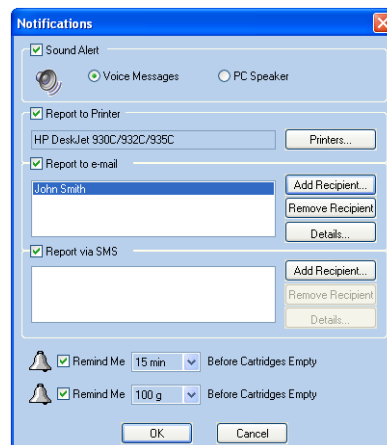 Notifications
Sound Alert
Voice Messages PC Speaker
Report to Printer
HP DeskJet 930C/932C/935C Printers...
Report to e-mail
John Smith Add Recipient...
Remove Recipient
Details...
Report via SMS
Add Recipient...
Remove Recipient
Details...
Remind Me 15 min Before Cartridges Empty
Remind Me 100 g Before Cartridges Empty
OK Cancel